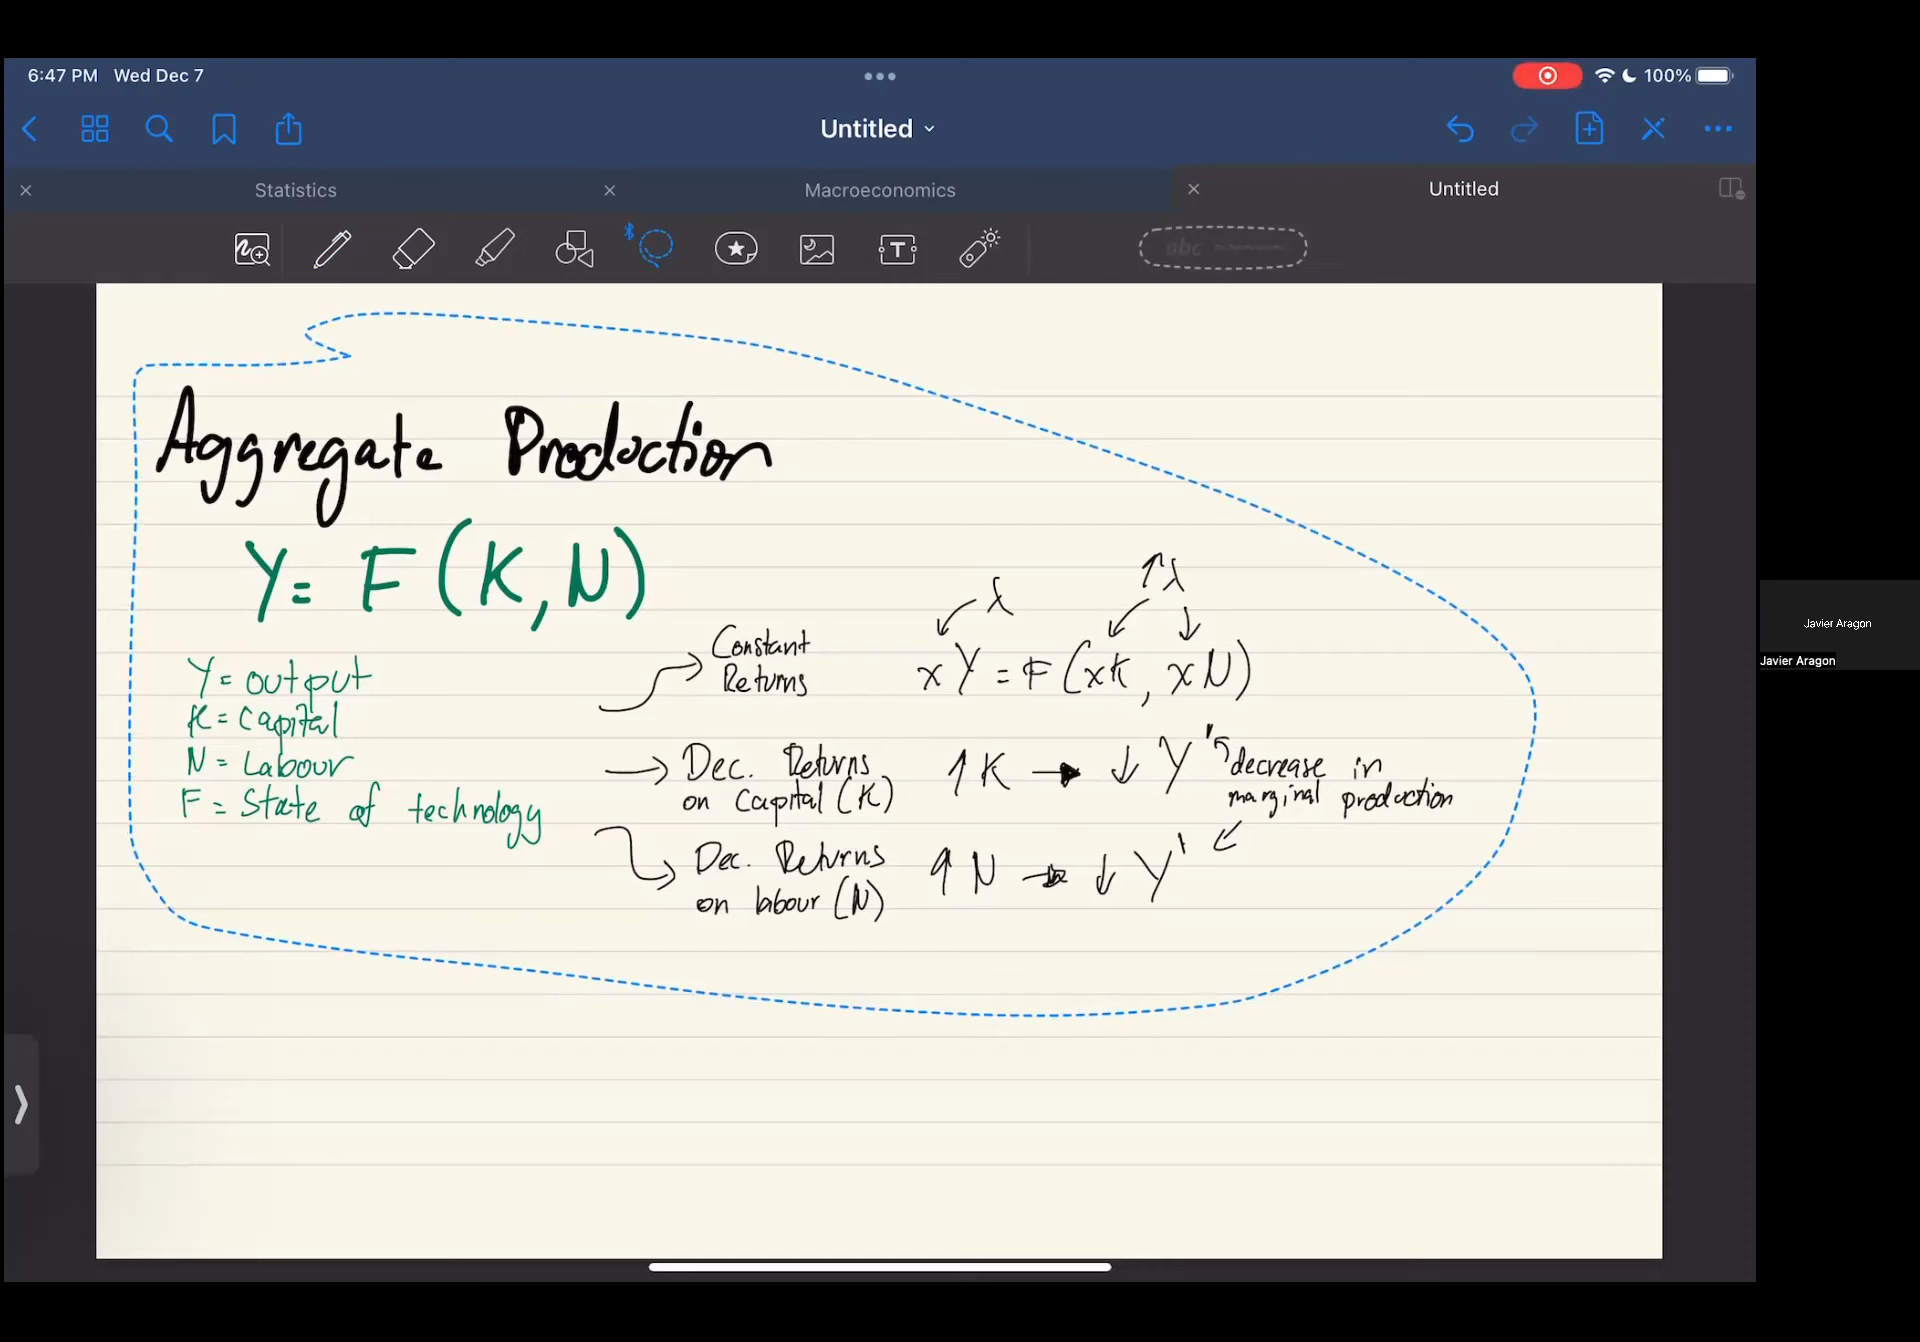 6:47 PM Wed Dec 7
100%
Untitled
Statistics
Macroeconomics
Untitled
Aggregate Production
Y = F(K, N)
Y = output
K = Capital
N = Labour
F = State of technology
Constant
Returns
λ
↑λ
xY = F(xK, xN)
Dec. Returns
on Capital (K)
↑K → ↓Y'
decrease in
marginal production
Dec. Returns
on labour (N)
↑N → ↓Y'
Javier Aragon
Javier Aragon